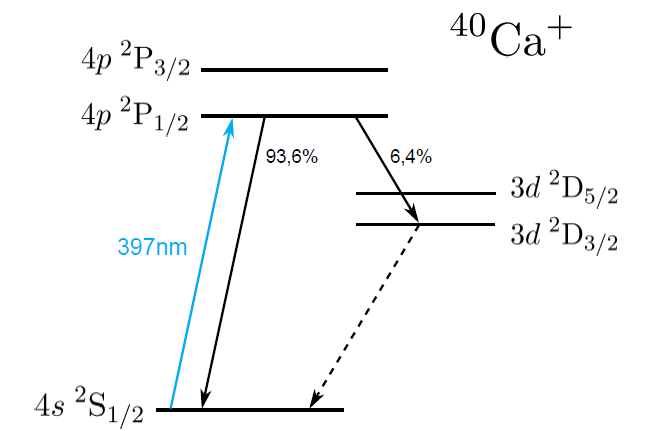 ⁴⁰Ca⁺
4p ²P₃/₂
4p ²P₁/₂
93,6%
6,4%
3d ²D₅/₂
3d ²D₃/₂
397nm
4s ²S₁/₂